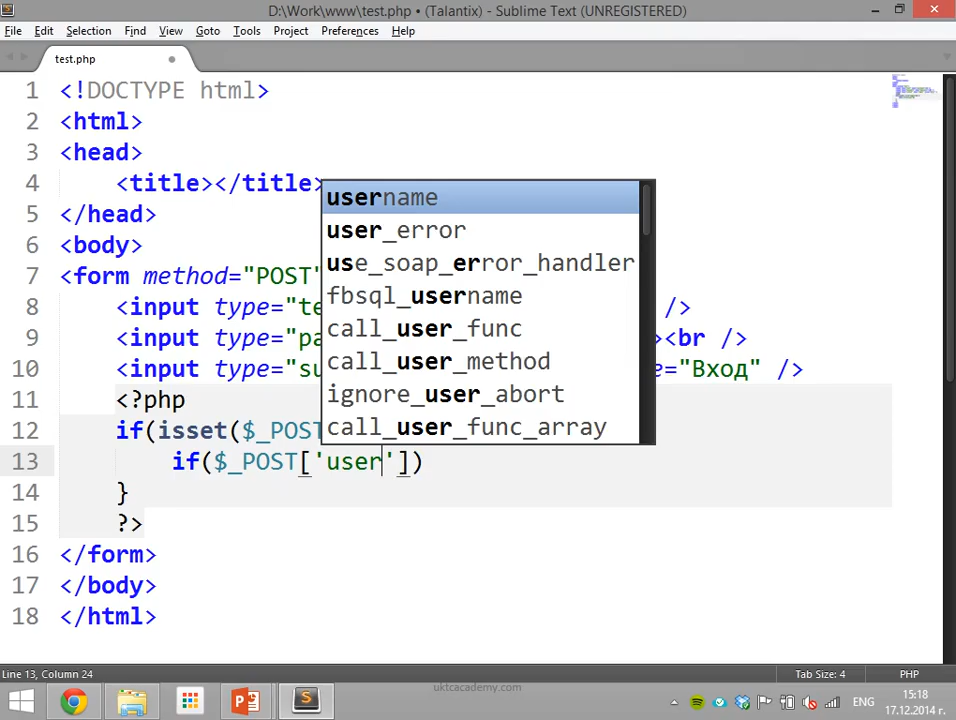 D:\Work\www\test.php • (Talantix) - Sublime Text (UNREGISTERED)
File Edit Selection Find View Goto Tools Project Preferences Help
test.php
1 <!DOCTYPE html>
2 <html>
3 <head>
4 <title></title>
5 </head>
6 <body>
7 <form method="POST"
8 <input type="te /> 
9 <input type="pa ><br />
10 <input type="su e="Вход" />
11 <?php
12 if(isset($_POST
13 if($_POST['user'])
14 }
15 ?>
16 </form>
17 </body>
18 </html>
username
user_error
use_soap_error_handler
fbsql_username
call_user_func
call_user_method
ignore_user_abort
call_user_func_array
Line 13, Column 24 Tab Size: 4 PHP
uktcacademy.com
ENG
15:18
17.12.2014 г.